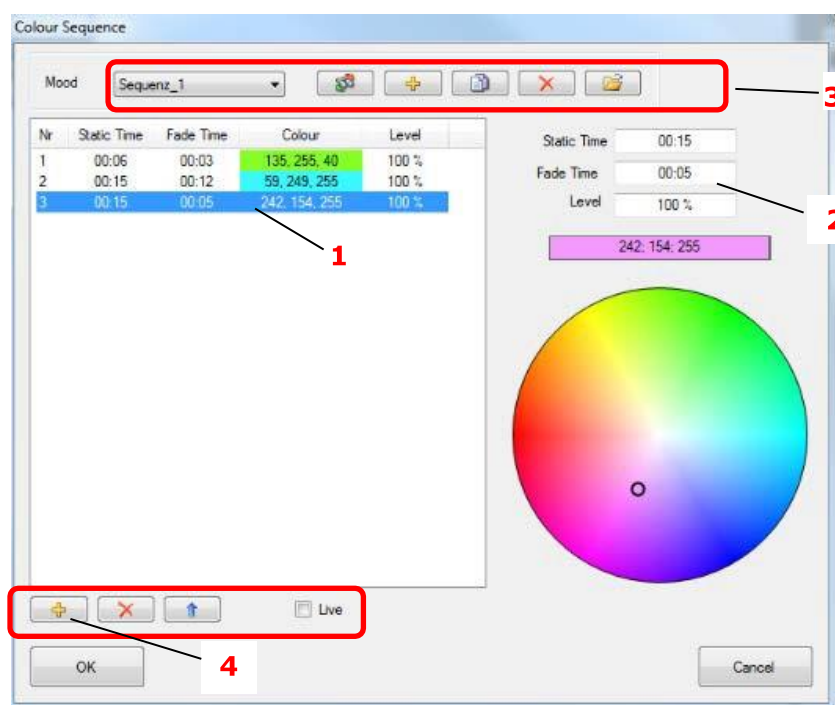 Colour Sequence
Mood Sequenz_1
3
Nr Static Time Fade Time Colour Level
1 00:06 00:03 135, 255, 40 100 %
2 00:15 00:12 59, 249, 255 100 %
3 00:15 00:05 242, 154, 255 100 %
Static Time 00:15
Fade Time 00:05
Level 100 %
2
1
242; 154; 255
Live
4
OK
Cancel